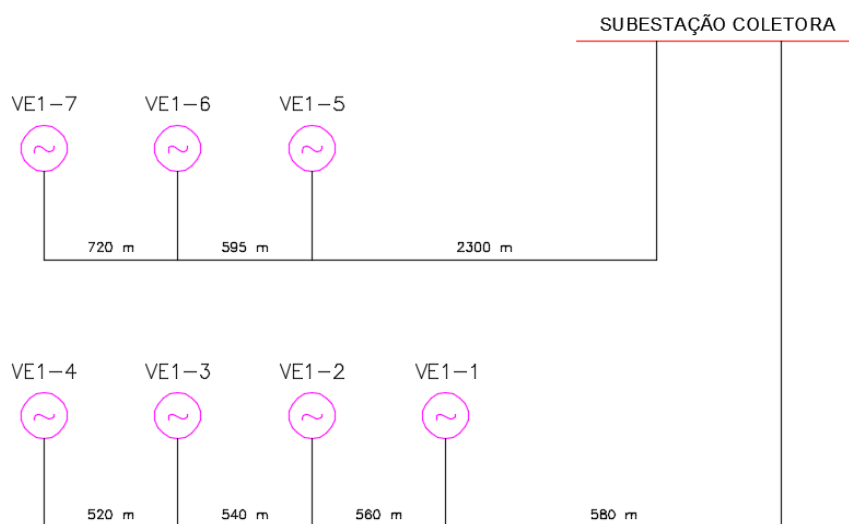 SUBESTAÇÃO COLETORA
VE1-7 VE1-6 VE1-5
720 m 595 m 2300 m
VE1-4 VE1-3 VE1-2 VE1-1
520 m 540 m 560 m 580 m